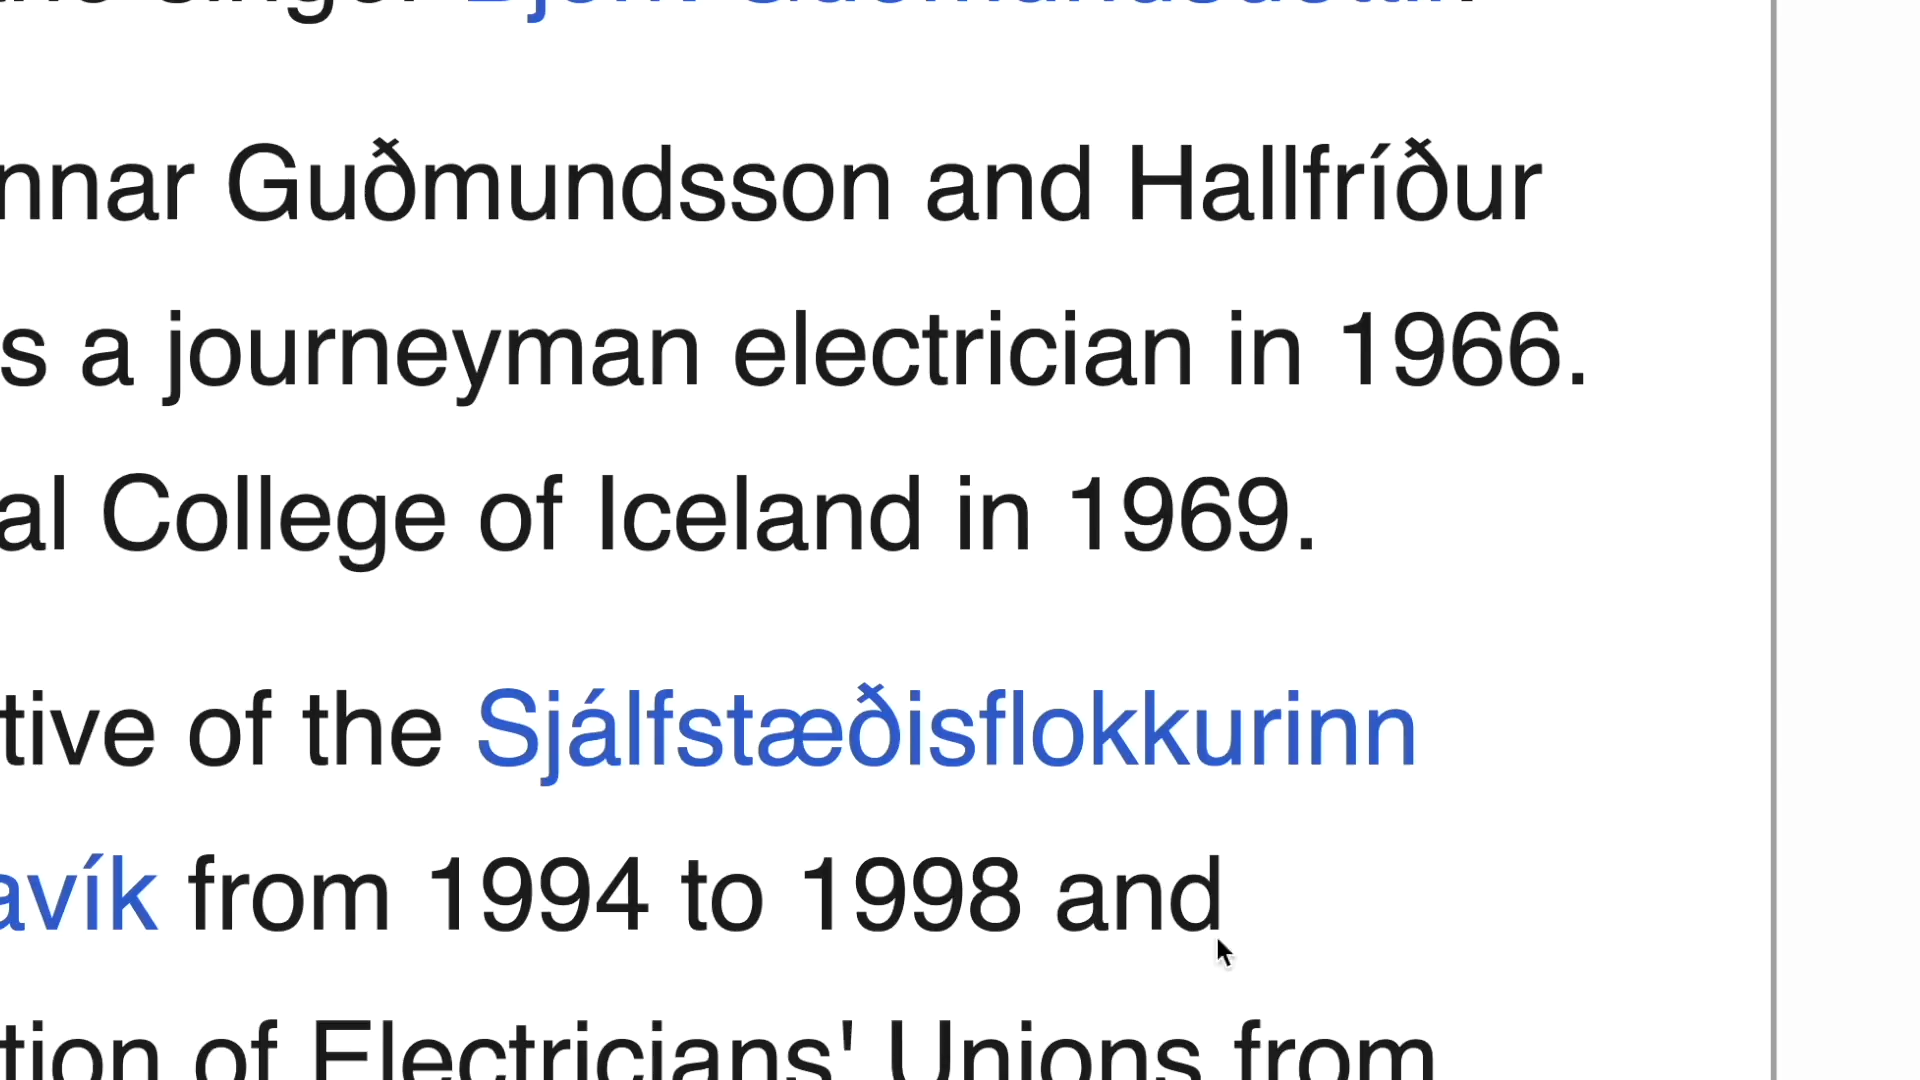 singer
nnar Guðmundsson and Hallfríður
s a journeyman electrician in 1966.
al College of Iceland in 1969.
tive of the Sjálfstæðisflokkurinn
avík from 1994 to 1998 and
tion of Electricians' Unions from